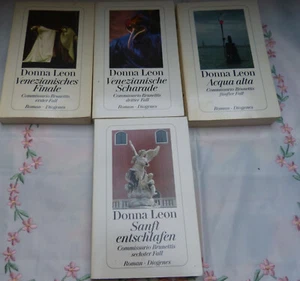 Donna Leon
Venezianisches
Finale
Commissario Brunettis
erster Fall
Roman · Diogenes
Donna Leon
Venezianische
Scharade
Commissario Brunettis
dritter Fall
Roman · Diogenes
Donna Leon
Acqua alta
Commissario Brunettis
fünfter Fall
Roman · Diogenes
Donna Leon
Sanft
entschlafen
Commissario Brunettis
sechster Fall
Roman · Diogenes